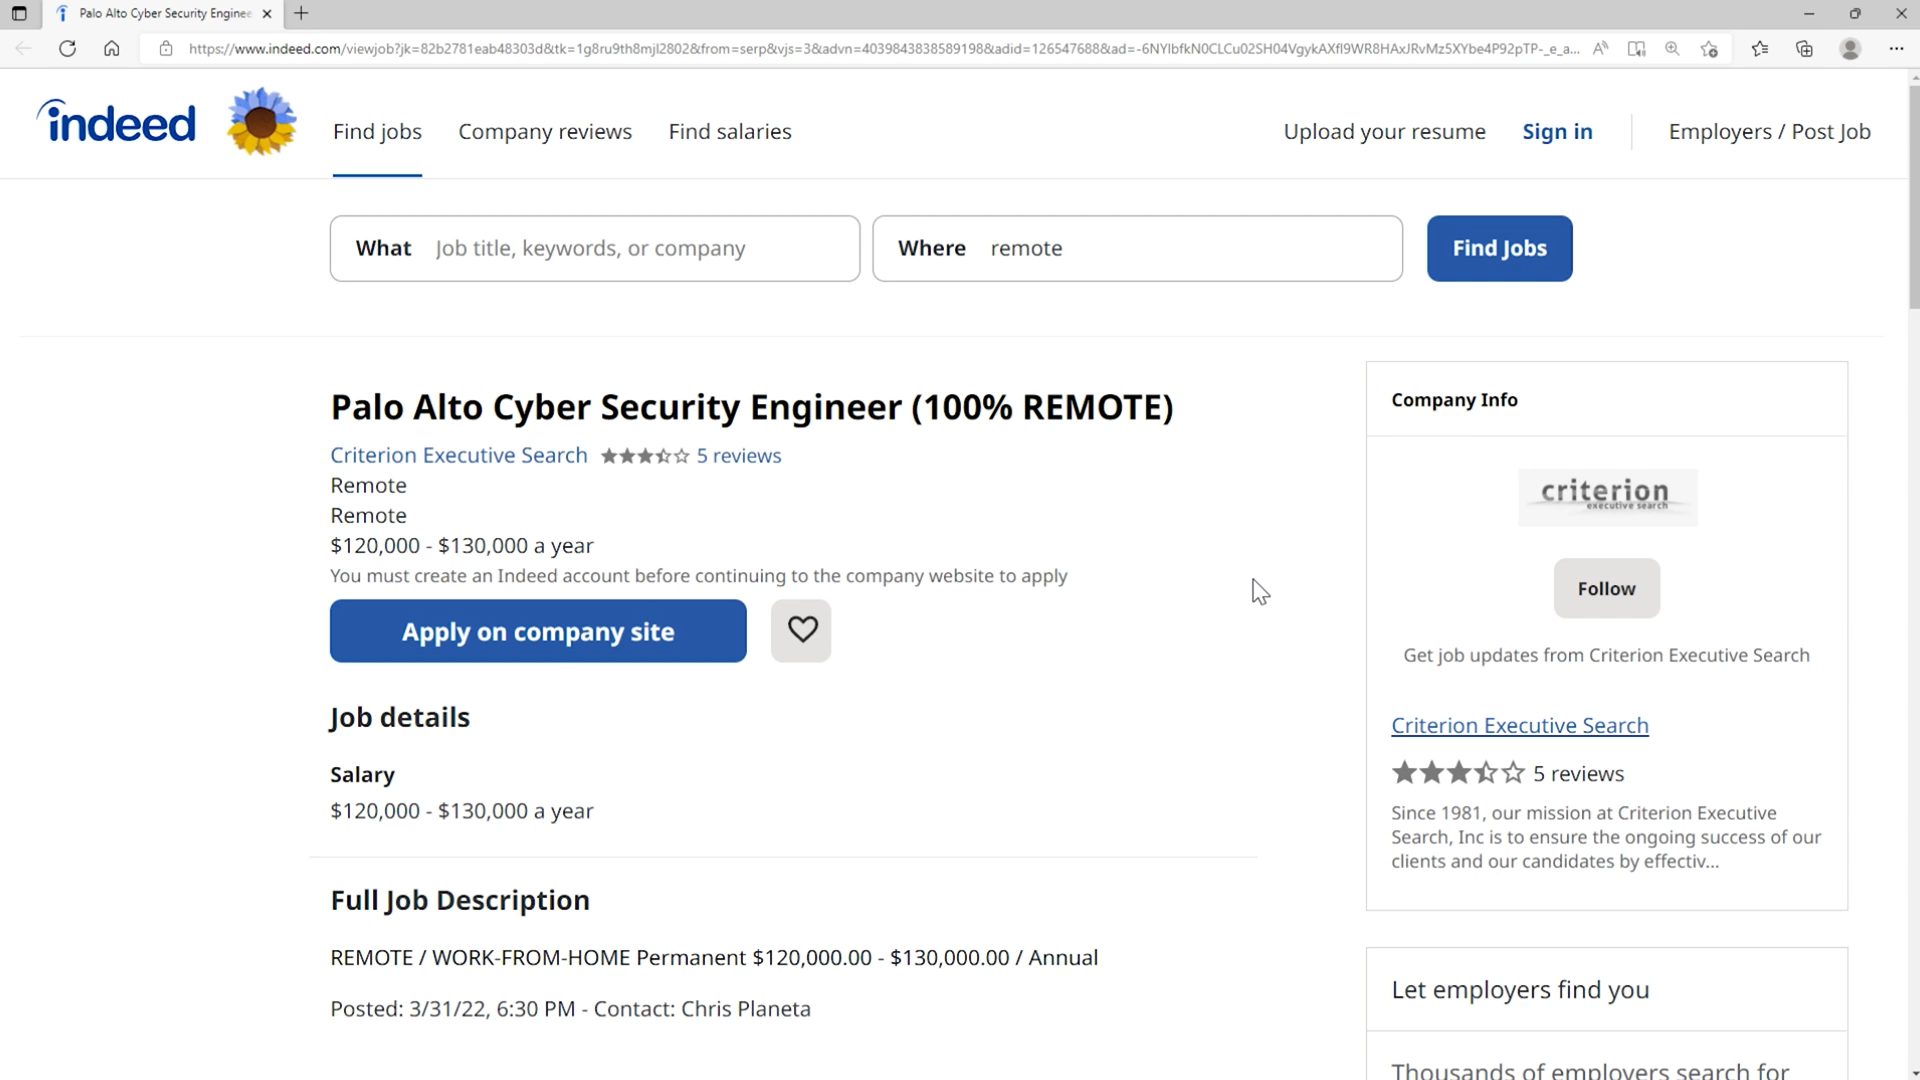 Palo Alto Cyber Security Enginee
https://www.indeed.com/viewjob?jk=82b2781eab48303d&tk=1g8ru9th8mjl2802&from=serp&vjs=3&advn=4039843838589198&adid=126547688&ad=-6NYlbfkN0CLCu02SH04VgykAXfl9WR8HAxJRvMz5XYbe4P92pTP-_e_a...
indeed
Find jobs Company reviews Find salaries Upload your resume Sign in Employers / Post Job
What Job title, keywords, or company Where remote Find Jobs
Palo Alto Cyber Security Engineer (100% REMOTE)
Criterion Executive Search 5 reviews
Remote
Remote
$120,000 - $130,000 a year
You must create an Indeed account before continuing to the company website to apply
Apply on company site
Job details
Salary
$120,000 - $130,000 a year
Full Job Description
REMOTE / WORK-FROM-HOME Permanent $120,000.00 - $130,000.00 / Annual
Posted: 3/31/22, 6:30 PM - Contact: Chris Planeta
Company Info
criterion
executive search
Follow
Get job updates from Criterion Executive Search
Criterion Executive Search
5 reviews
Since 1981, our mission at Criterion Executive
Search, Inc is to ensure the ongoing success of our
clients and our candidates by effectiv...
Let employers find you
Thousands of employers search for